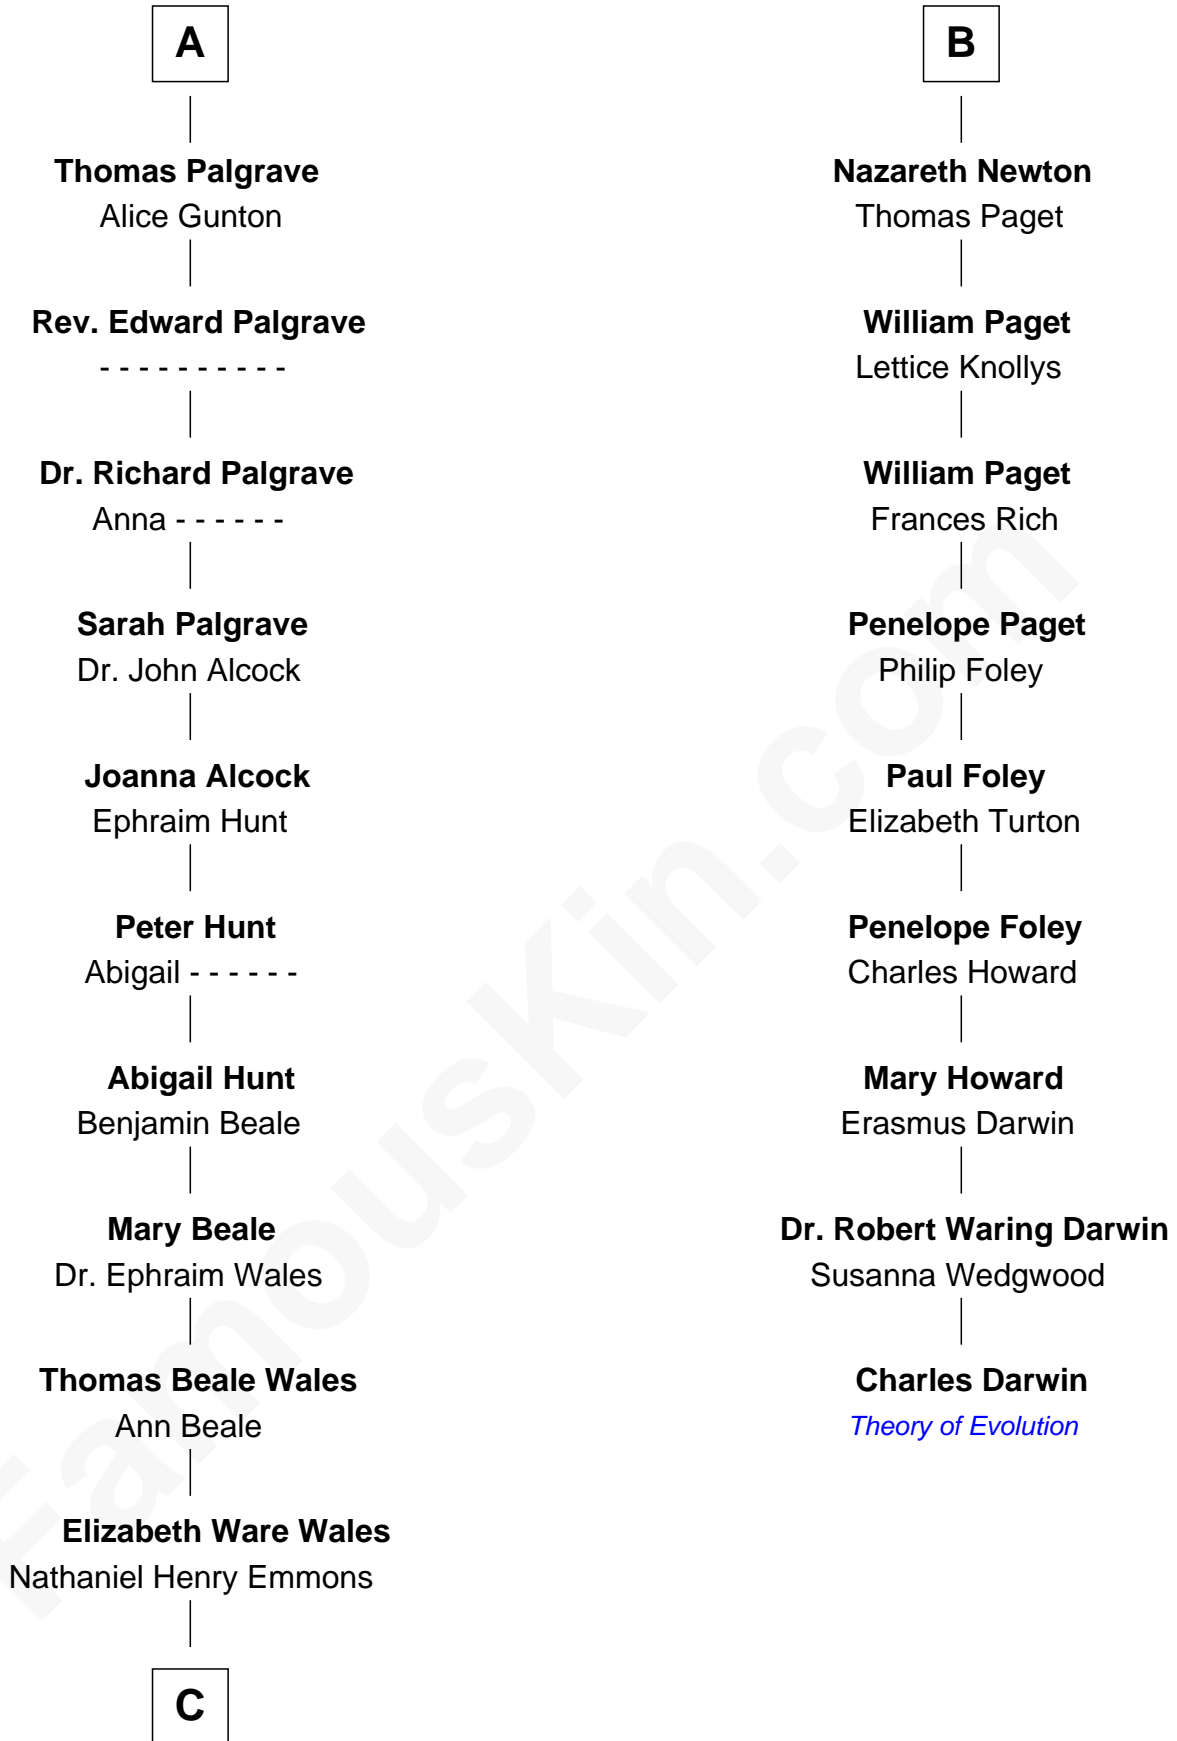 A
Thomas Palgrave
Alice Gunton
Rev. Edward Palgrave
- - - - - - - - - -
Dr. Richard Palgrave
Anna - - - - - -
Sarah Palgrave
Dr. John Alcock
Joanna Alcock
Ephraim Hunt
Peter Hunt
Abigail - - - - - -
Abigail Hunt
Benjamin Beale
Mary Beale
Dr. Ephraim Wales
Thomas Beale Wales
Ann Beale
Elizabeth Ware Wales
Nathaniel Henry Emmons
C
B
Nazareth Newton
Thomas Paget
William Paget
Lettice Knollys
William Paget
Frances Rich
Penelope Paget
Philip Foley
Paul Foley
Elizabeth Turton
Penelope Foley
Charles Howard
Mary Howard
Erasmus Darwin
Dr. Robert Waring Darwin
Susanna Wedgwood
Charles Darwin
Theory of Evolution
FamousKin.com